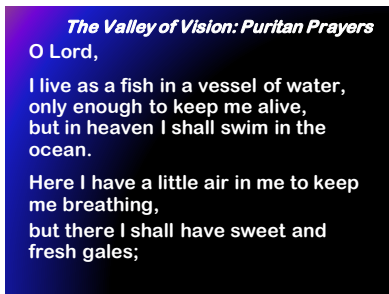 The Valley of Vision: Puritan Prayers
O Lord,
I live as a fish in a vessel of water,
only enough to keep me alive,
but in heaven I shall swim in the
ocean.
Here I have a little air in me to keep
me breathing,
but there I shall have sweet and
fresh gales;